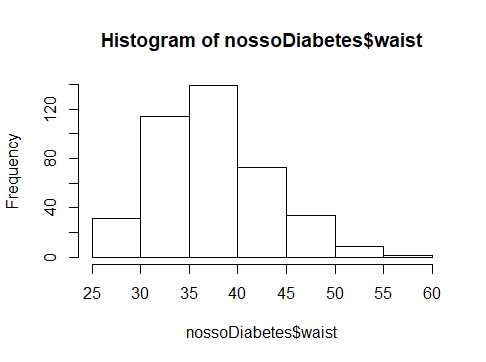 Histogram of nossoDiabetes$waist
Frequency
120
80
40
0
25 30 35 40 45 50 55 60
nossoDiabetes$waist